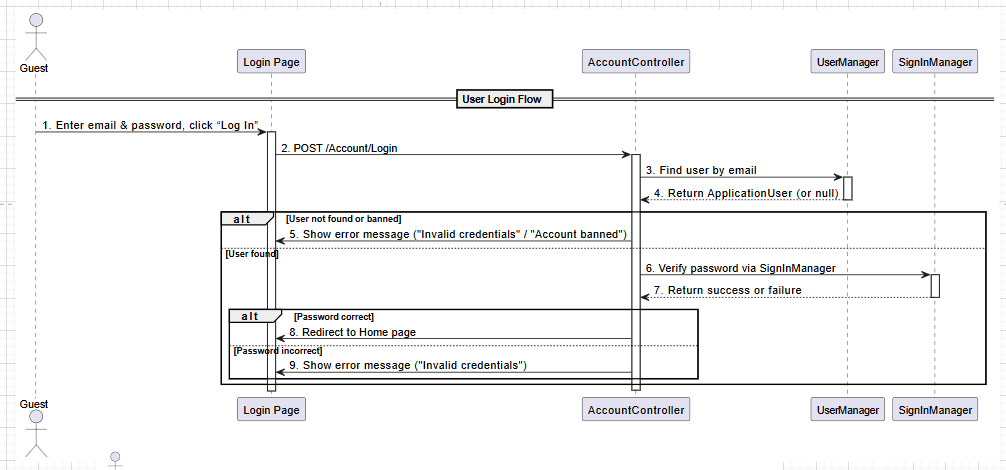 Guest
Login Page
AccountController
UserManager
SignInManager
User Login Flow
1. Enter email & password, click “Log In”
2. POST /Account/Login
3. Find user by email
4. Return ApplicationUser (or null)
alt
[User not found or banned]
5. Show error message ("Invalid credentials" / "Account banned")
[User found]
6. Verify password via SignInManager
7. Return success or failure
alt
[Password correct]
8. Redirect to Home page
[Password incorrect]
9. Show error message ("Invalid credentials")
Guest
Login Page
AccountController
UserManager
SignInManager